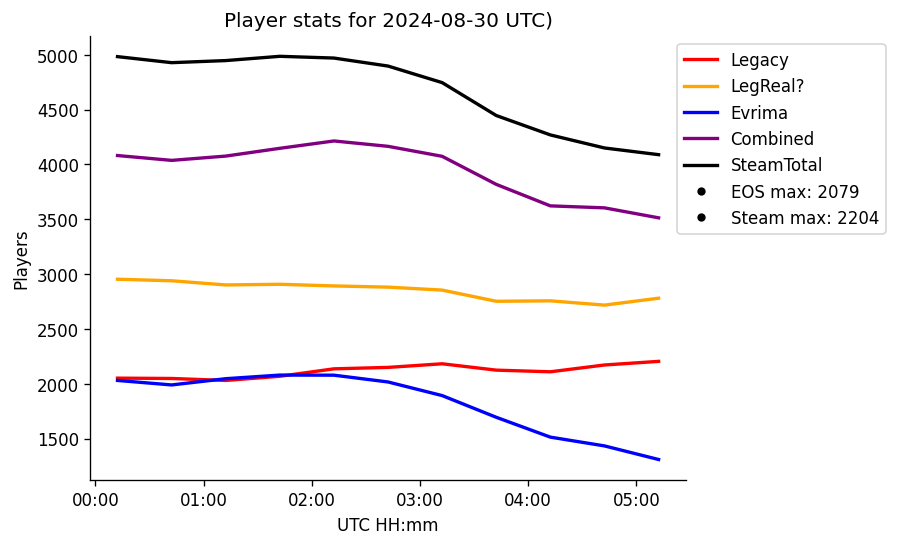 Player stats for 2024-08-30 UTC)
Legacy
LegReal?
Evrima
Combined
SteamTotal
EOS max: 2079
Steam max: 2204
Players
5000
4500
4000
3500
3000
2500
2000
1500
00:00 01:00 02:00 03:00 04:00 05:00
UTC HH:mm